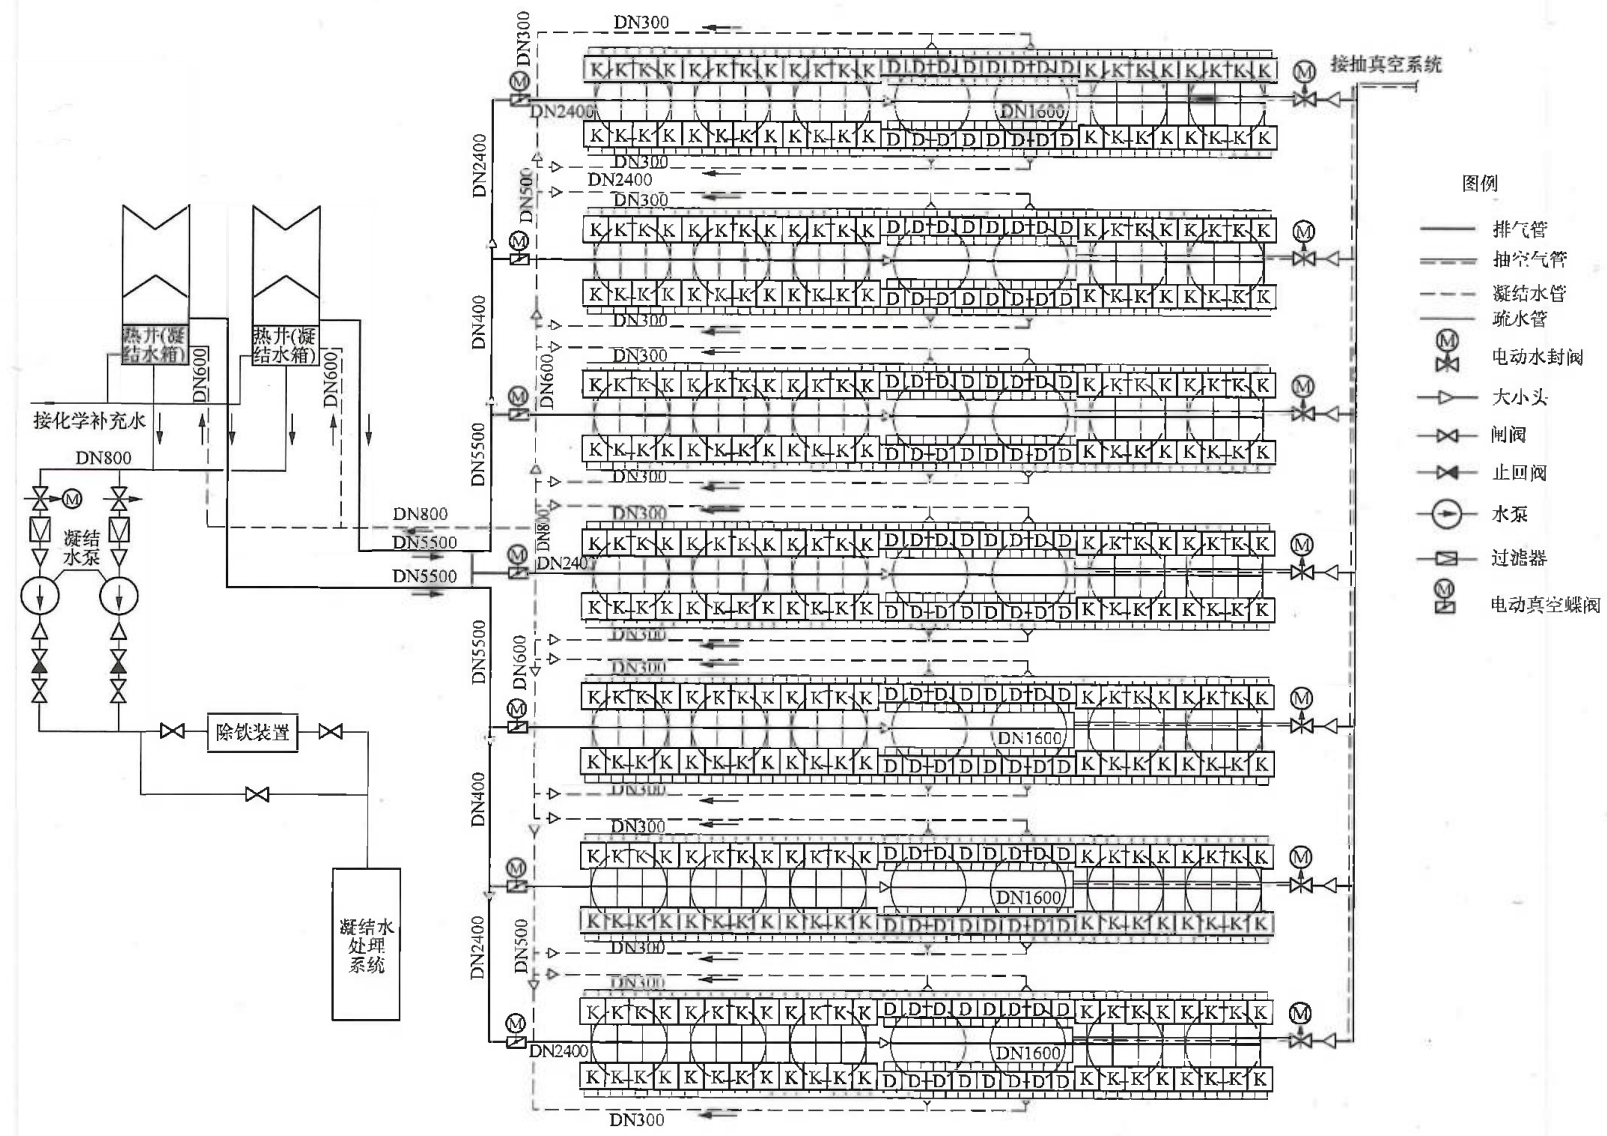 DN300
DN300
K K K K K K K K K K K K D D D D D D D D K K K K K K K K
M
M
接抽真空系统
DN2400
DN1600
K K K K K K K K K K K K D D D D D D D D K K K K K K K K
DN2400
DN300
DN500
DN2400
DN300
K K K K K K K K K K K K D D D D D D D D K K K K K K K K
M
M
K K K K K K K K K K K K D D D D D D D D K K K K K K K K
DN400
DN300
DN300
K K K K K K K K K K K K D D D D D D D D K K K K K K K K
M
M
DN600
K K K K K K K K K K K K D D D D D D D D K K K K K K K K
DN5500
DN300
DN300
DN800
K K K K K K K K K K K K D D D D D D D D K K K K K K K K
M
M
DN240
K K K K K K K K K K K K D D D D D D D D K K K K K K K K
DN5500
DN300
DN600
DN300
K K K K K K K K K K K K D D D D D D D D K K K K K K K K
M
M
DN1600
K K K K K K K K K K K K D D D D D D D D K K K K K K K K
DN400
DN300
DN300
K K K K K K K K K K K K D D D D D D D D K K K K K K K K
M
M
DN1600
K K K K K K K K K K K K D D D D D D D D K K K K K K K K
DN2400
DN500
DN300
DN300
K K K K K K K K K K K K D D D D D D D D K K K K K K K K
M
M
DN2400
DN1600
K K K K K K K K K K K K D D D D D D D D K K K K K K K K
DN300
热井(凝
结水箱)
DN600
热井(凝
结水箱)
DN600
接化学补充水
DN800
M
DN800
DN5500
DN5500
凝结
水泵
除铁装置
凝结水
处理
系统
图例
排气管
抽空气管
凝结水管
疏水管
M
电动水封阀
大小头
闸阀
止回阀
水泵
过滤器
M
电动真空蝶阀